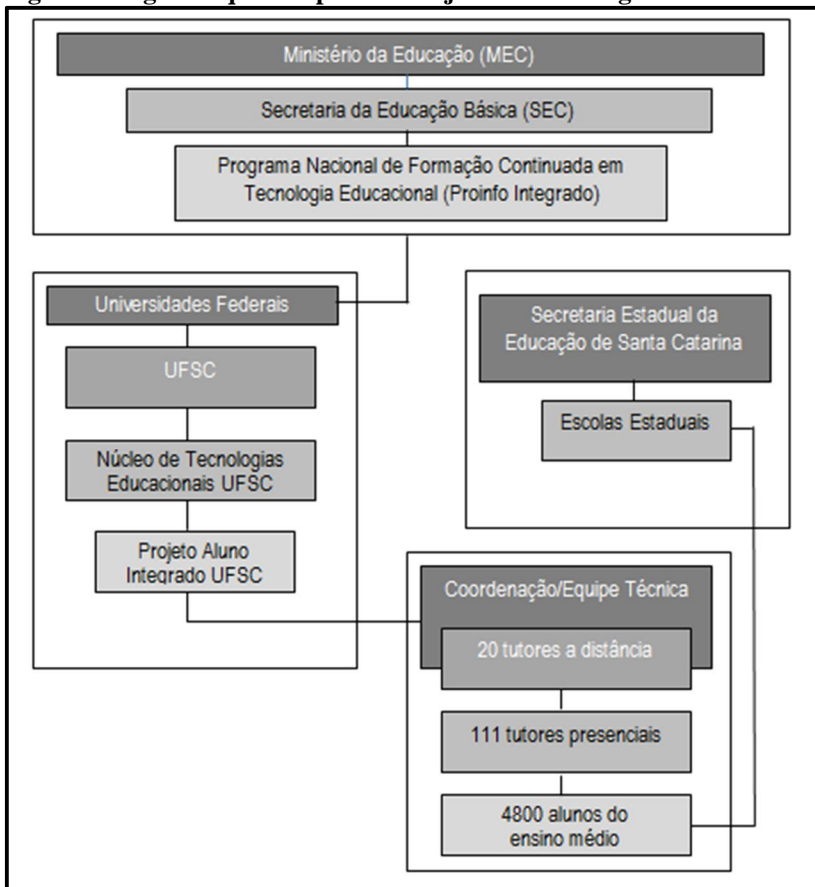 Ministério da Educação (MEC)
Secretaria da Educação Básica (SEC)
Programa Nacional de Formação Continuada em
Tecnologia Educacional (Proinfo Integrado)
Universidades Federais
UFSC
Núcleo de Tecnologias
Educacionais UFSC
Projeto Aluno
Integrado UFSC
Secretaria Estadual da
Educação de Santa Catarina
Escolas Estaduais
Coordenação/Equipe Técnica
20 tutores a distância
111 tutores presenciais
4800 alunos do
ensino médio